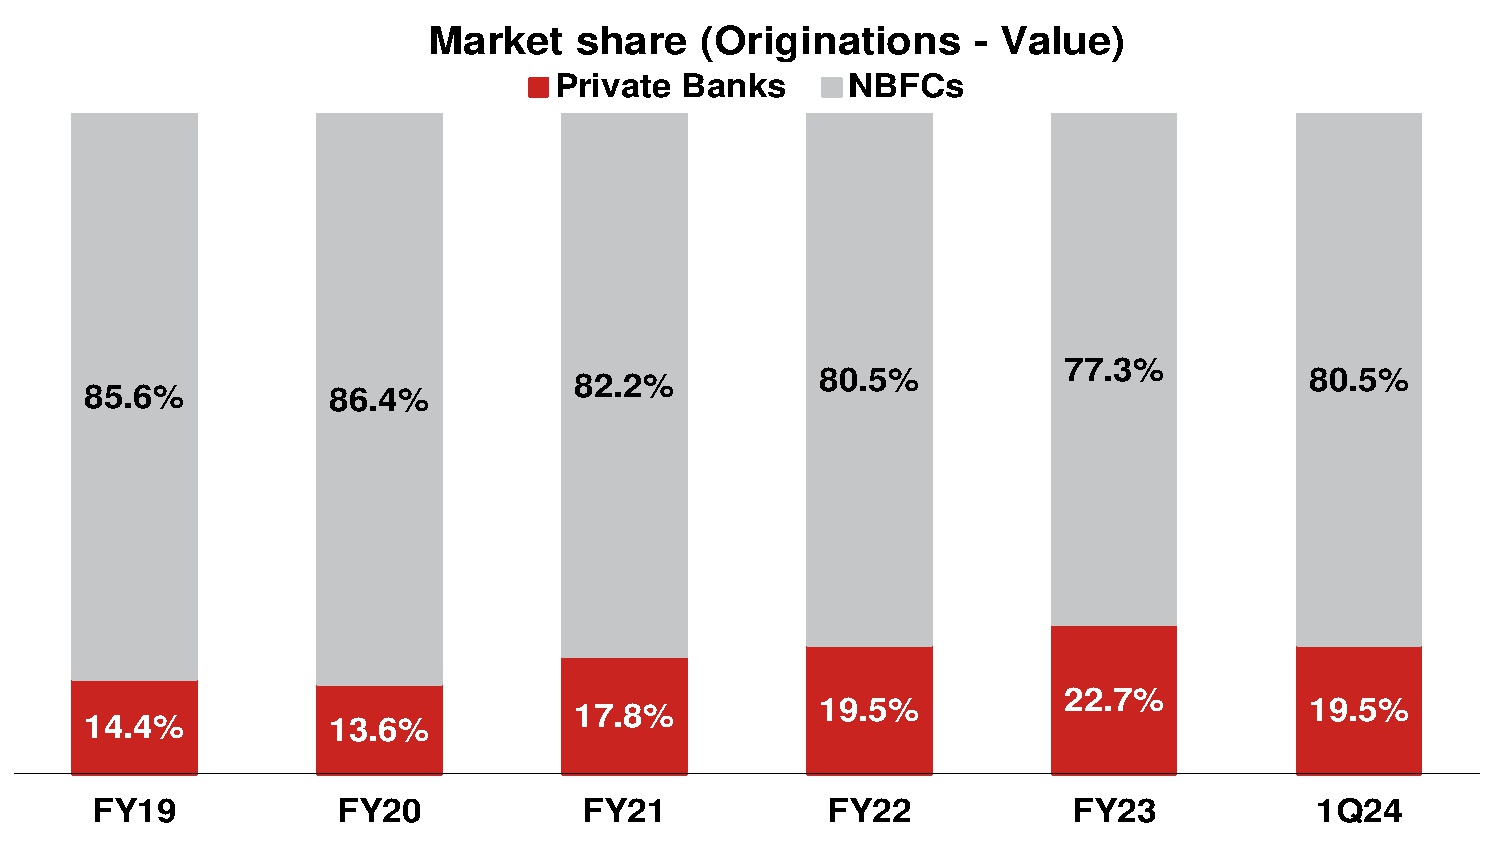 Market share (Originations - Value)
Private Banks NBFCs
85.6% 86.4% 82.2% 80.5% 77.3% 80.5%
14.4% 13.6% 17.8% 19.5% 22.7% 19.5%
FY19 FY20 FY21 FY22 FY23 1Q24